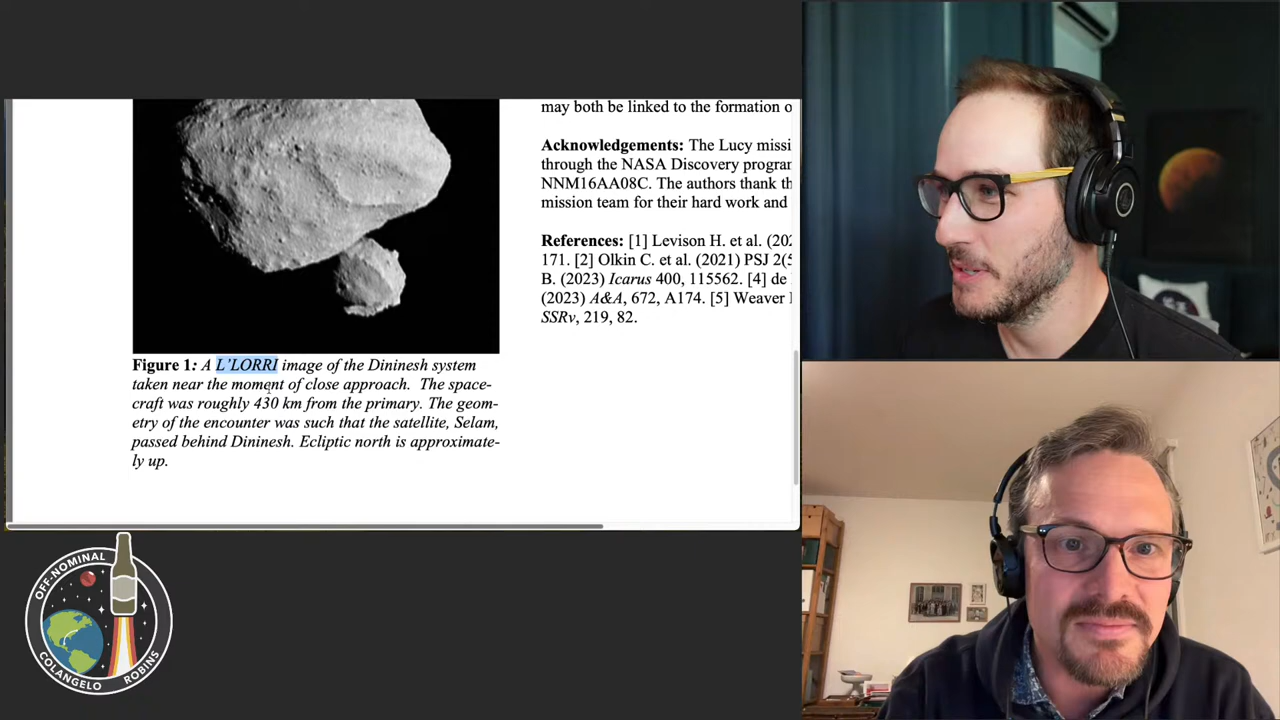 may both be linked to the formation o
Acknowledgements: The Lucy missi
through the NASA Discovery progran
NNM16AA08C. The authors thank th
mission team for their hard work and
References: [1] Levison H. et al. (202
171. [2] Olkin C. et al. (2021) PSJ 2(5
B. (2023) Icarus 400, 115562. [4] de
(2023) A&A, 672, A174. [5] Weaver
SSRv, 219, 82.
Figure 1: A L’LORRI image of the Dininesh system
taken near the moment of close approach. The space-
craft was roughly 430 km from the primary. The geom-
etry of the encounter was such that the satellite, Selam,
passed behind Dininesh. Ecliptic north is approximate-
ly up.
OFF-NOMINAL
COLANGELO ROBINS